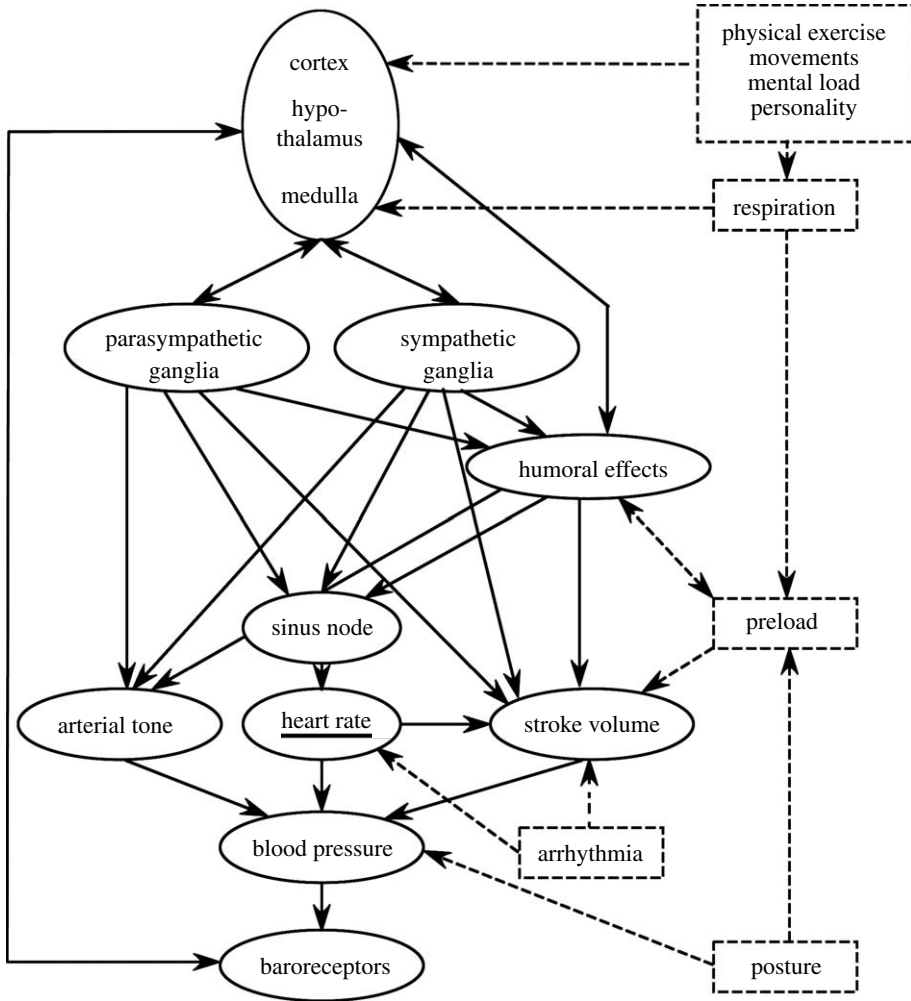 cortex
hypo-
thalamus
medulla
physical exercise
movements
mental load
personality
respiration
parasympathetic
ganglia
sympathetic
ganglia
humoral effects
sinus node
preload
arterial tone
heart rate
stroke volume
blood pressure
arrhythmia
baroreceptors
posture